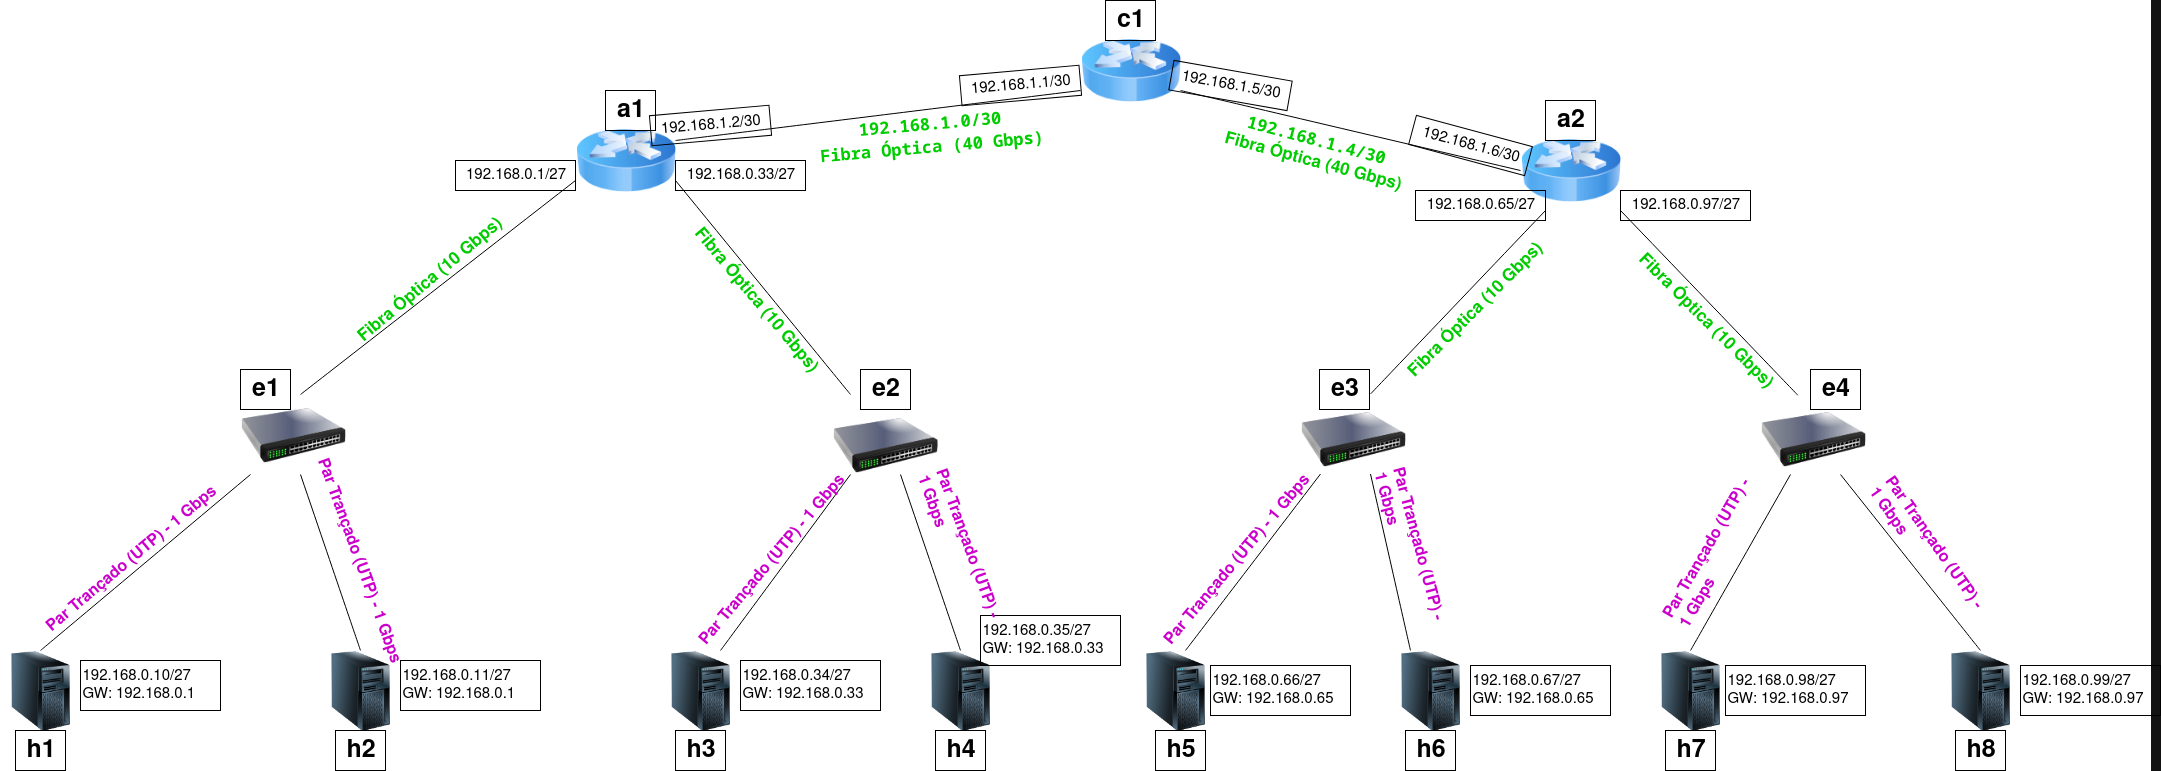 c1
192.168.1.1/30
192.168.1.5/30
a1
192.168.1.2/30
192.168.1.0/30
Fibra Óptica (40 Gbps)
192.168.1.4/30
Fibra Óptica (40 Gbps)
192.168.1.6/30
a2
192.168.0.1/27
192.168.0.33/27
192.168.0.65/27
192.168.0.97/27
Fibra Óptica (10 Gbps)
Fibra Óptica (10 Gbps)
Fibra Óptica (10 Gbps)
Fibra Óptica (10 Gbps)
e1
e2
e3
e4
Par Trançado (UTP) - 1 Gbps
Par Trançado (UTP) - 1 Gbps
Par Trançado (UTP) - 1 Gbps
Par Trançado (UTP) -
1 Gbps
Par Trançado (UTP) - 1 Gbps
Par Trançado (UTP) -
1 Gbps
Par Trançado (UTP) -
1 Gbps
Par Trançado (UTP) -
1 Gbps
192.168.0.10/27
GW: 192.168.0.1
192.168.0.11/27
GW: 192.168.0.1
192.168.0.34/27
GW: 192.168.0.33
192.168.0.35/27
GW: 192.168.0.33
192.168.0.66/27
GW: 192.168.0.65
192.168.0.67/27
GW: 192.168.0.65
192.168.0.98/27
GW: 192.168.0.97
192.168.0.99/27
GW: 192.168.0.97
h1
h2
h3
h4
h5
h6
h7
h8